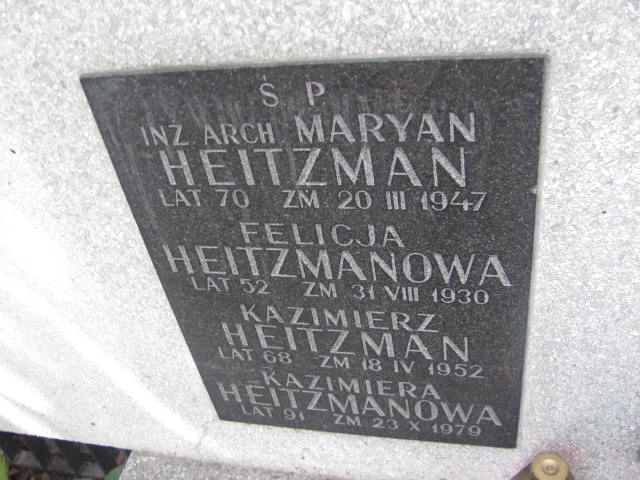 Ś P
INŻ ARCH MARYAN
HEITZMAN
LAT 70 ZM 20 III 1947
FELICJA
HEITZMANOWA
LAT 52 ZM 31 VIII 1930
KAZIMIERZ
HEITZMAN
LAT 68 ZM 18 IV 1952
KAZIMIERA
HEITZMANOWA
LAT 91 ZM 23 X 1979